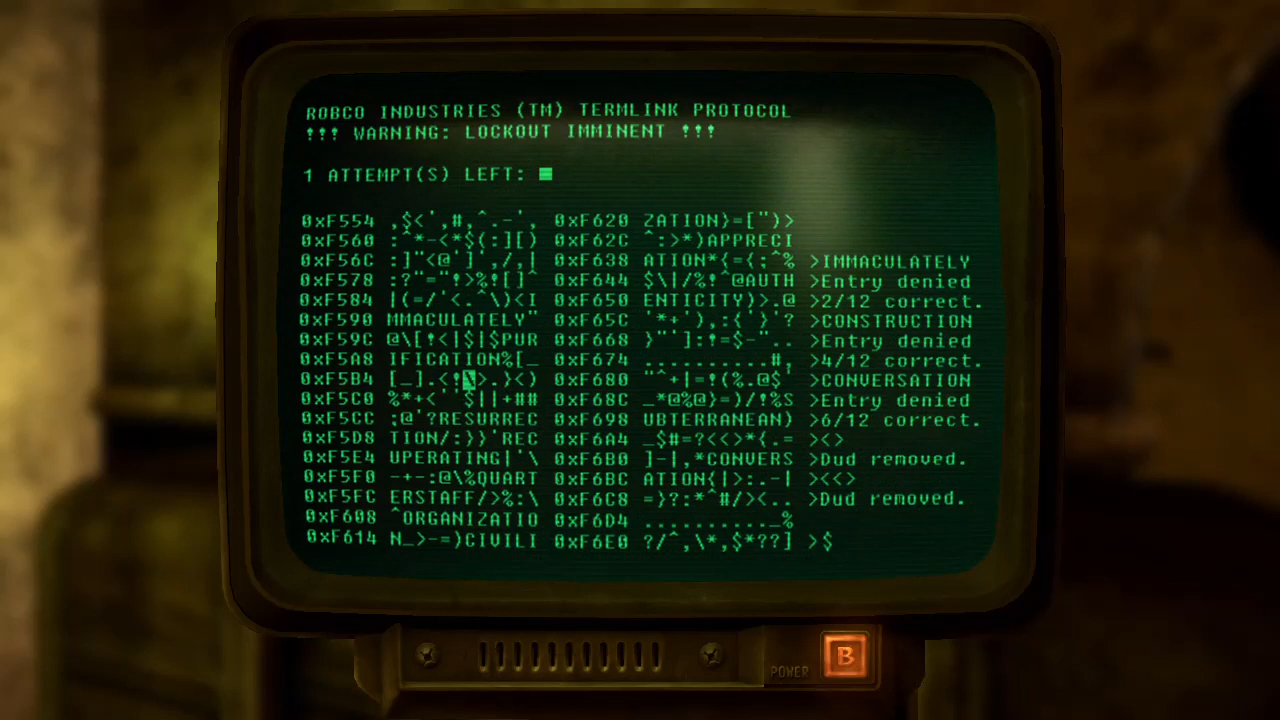 ROBCO INDUSTRIES (TM) TERMLINK PROTOCOL
!!! WARNING: LOCKOUT IMMINENT !!!
1 ATTEMPT(S) LEFT:
0xF554 ,$<',#,^.-',
0xF560 :^*-<*$(:][)
0xF56C :]"<@']',/,|
0xF578 :?"="!>%![]^
0xF584 |(=/'<.^\)<I
0xF590 MMACULATELY"
0xF59C @\[!<|$|$PUR
0xF5A8 IFICATION%[_
0xF5B4 [_].<!\>.}<)
0xF5C0 %*+<''$||+##
0xF5CC ;@'?RESURREC
0xF5D8 TION/:}}'REC
0xF5E4 UPERATING|'\
0xF5F0 -+-:@\%QUART
0xF5FC ERSTAFF/>%:\
0xF608 ^ORGANIZATIO
0xF614 N_>-=)CIVILI
0xF620 ZATION}=[")>
0xF62C ^:>*)APPRECI
0xF638 ATION*{={;^%
0xF644 $\|/%!^@AUTH
0xF650 ENTICITY)>.@
0xF65C '*+'),:{'}'?
0xF668 }"']:!=$-"..
0xF674 ..........#,
0xF680 "^+|=!(%.@$'
0xF68C _*@%@}=)/!%S
0xF698 UBTERRANEAN)
0xF6A4 _$#=?<<>*{.=
0xF6B0 ]-|,*CONVERS
0xF6BC ATION{|>:.-|
0xF6C8 =}?:*^#/><..
0xF6D4 .........._%
0xF6E0 ?/^,\*,$*??]
>IMMACULATELY
>Entry denied
>2/12 correct.
>CONSTRUCTION
>Entry denied
>4/12 correct.
>CONVERSATION
>Entry denied
>6/12 correct.
><>
>Dud removed.
><<>
>Dud removed.
>$
POWER
B